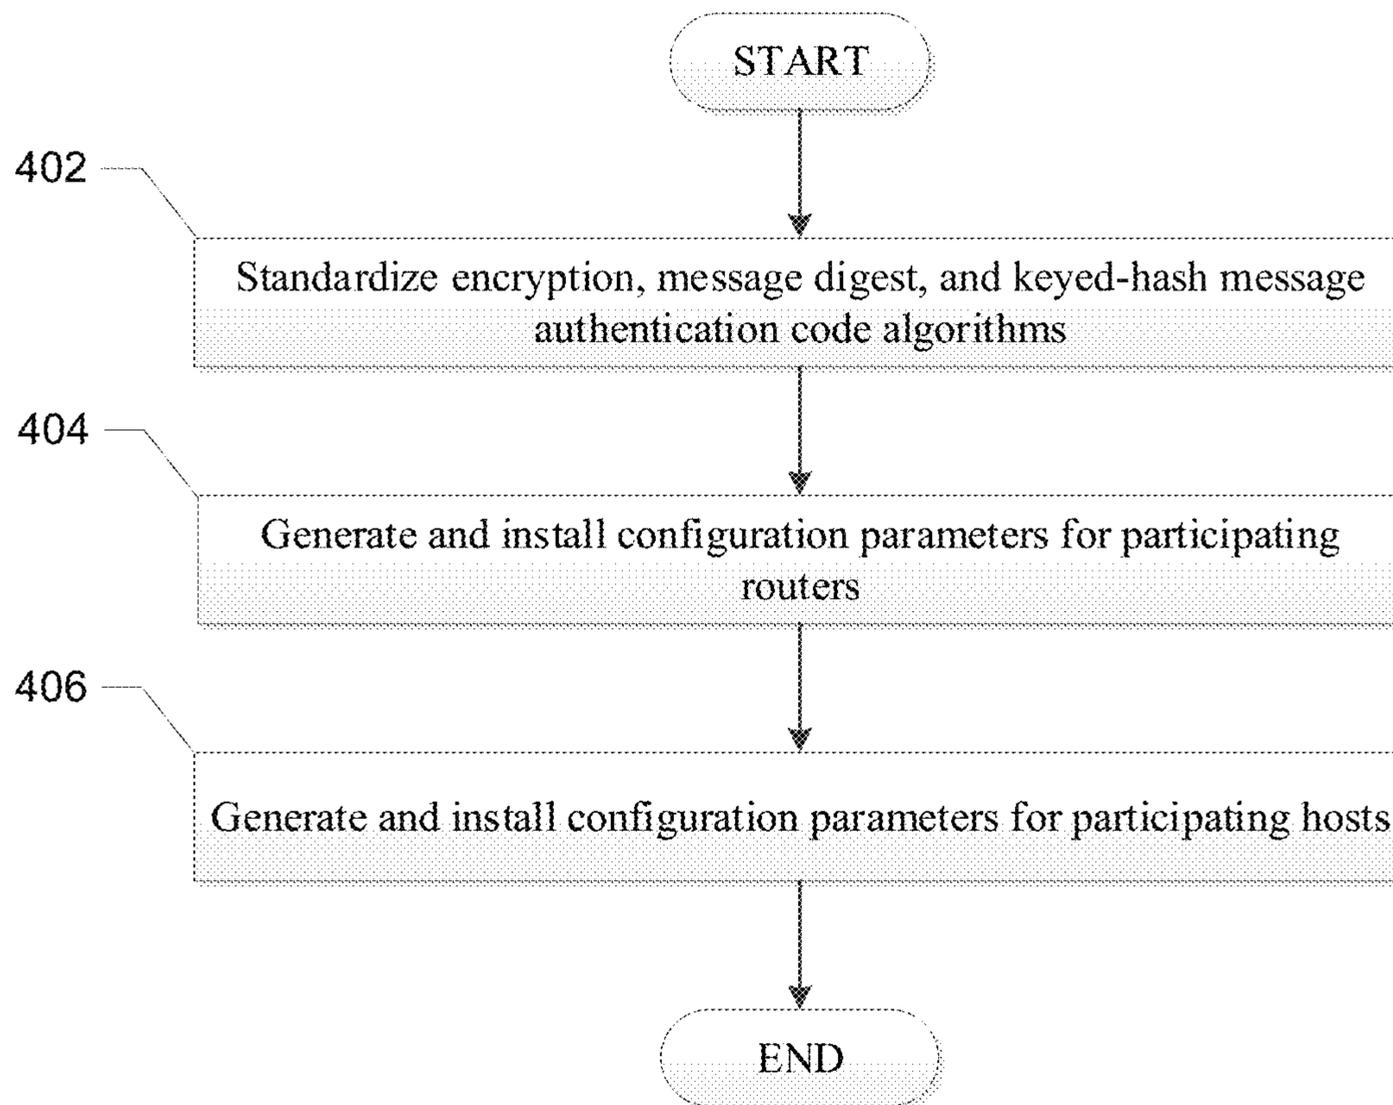 START
402
Standardize encryption, message digest, and keyed-hash message
authentication code algorithms
404
Generate and install configuration parameters for participating
routers
406
Generate and install configuration parameters for participating hosts
END